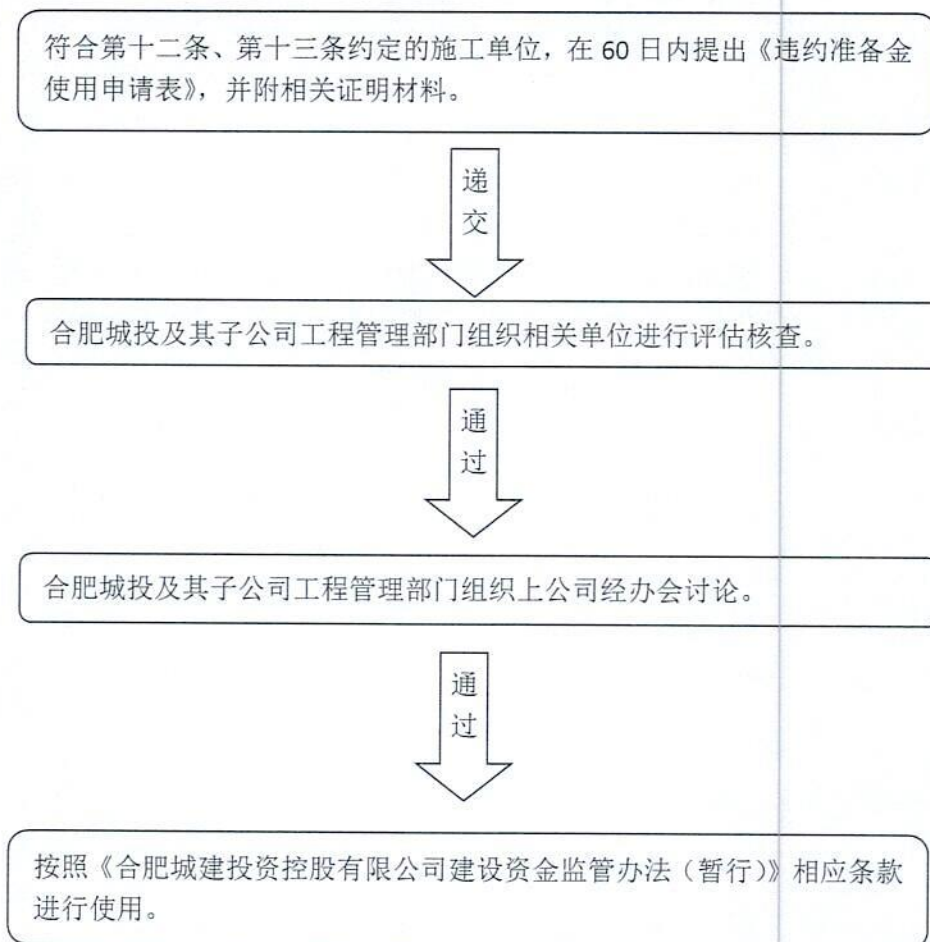 符合第十二条、第十三条约定的施工单位，在 60 日内提出《违约准备金
使用申请表》，并附相关证明材料。
递
交
合肥城投及其子公司工程管理部门组织相关单位进行评估核查。
通
过
合肥城投及其子公司工程管理部门组织上公司经办会讨论。
通
过
按照《合肥城建投资控股有限公司建设资金监管办法（暂行）》相应条款
进行使用。